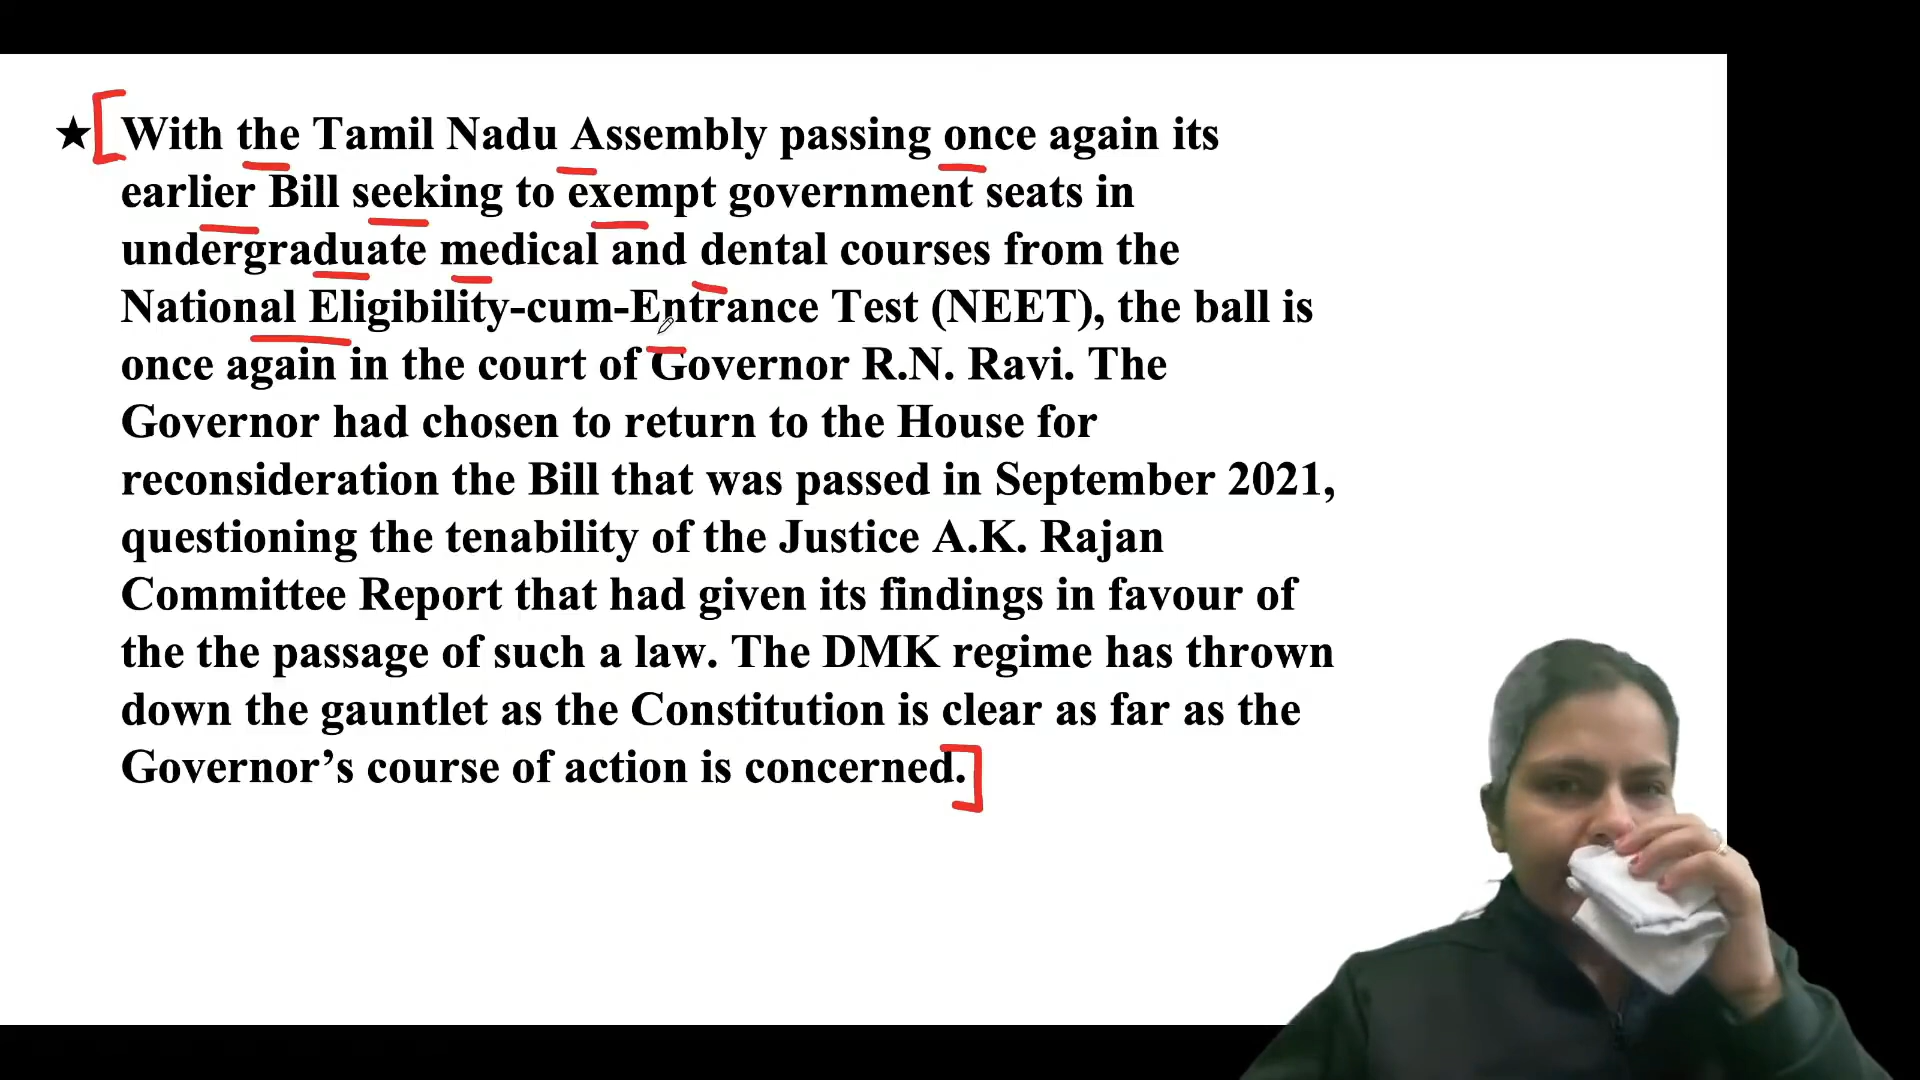 ★ With the Tamil Nadu Assembly passing once again its
earlier Bill seeking to exempt government seats in
undergraduate medical and dental courses from the
National Eligibility-cum-Entrance Test (NEET), the ball is
once again in the court of Governor R.N. Ravi. The
Governor had chosen to return to the House for
reconsideration the Bill that was passed in September 2021,
questioning the tenability of the Justice A.K. Rajan
Committee Report that had given its findings in favour of
the the passage of such a law. The DMK regime has thrown
down the gauntlet as the Constitution is clear as far as the
Governor’s course of action is concerned.